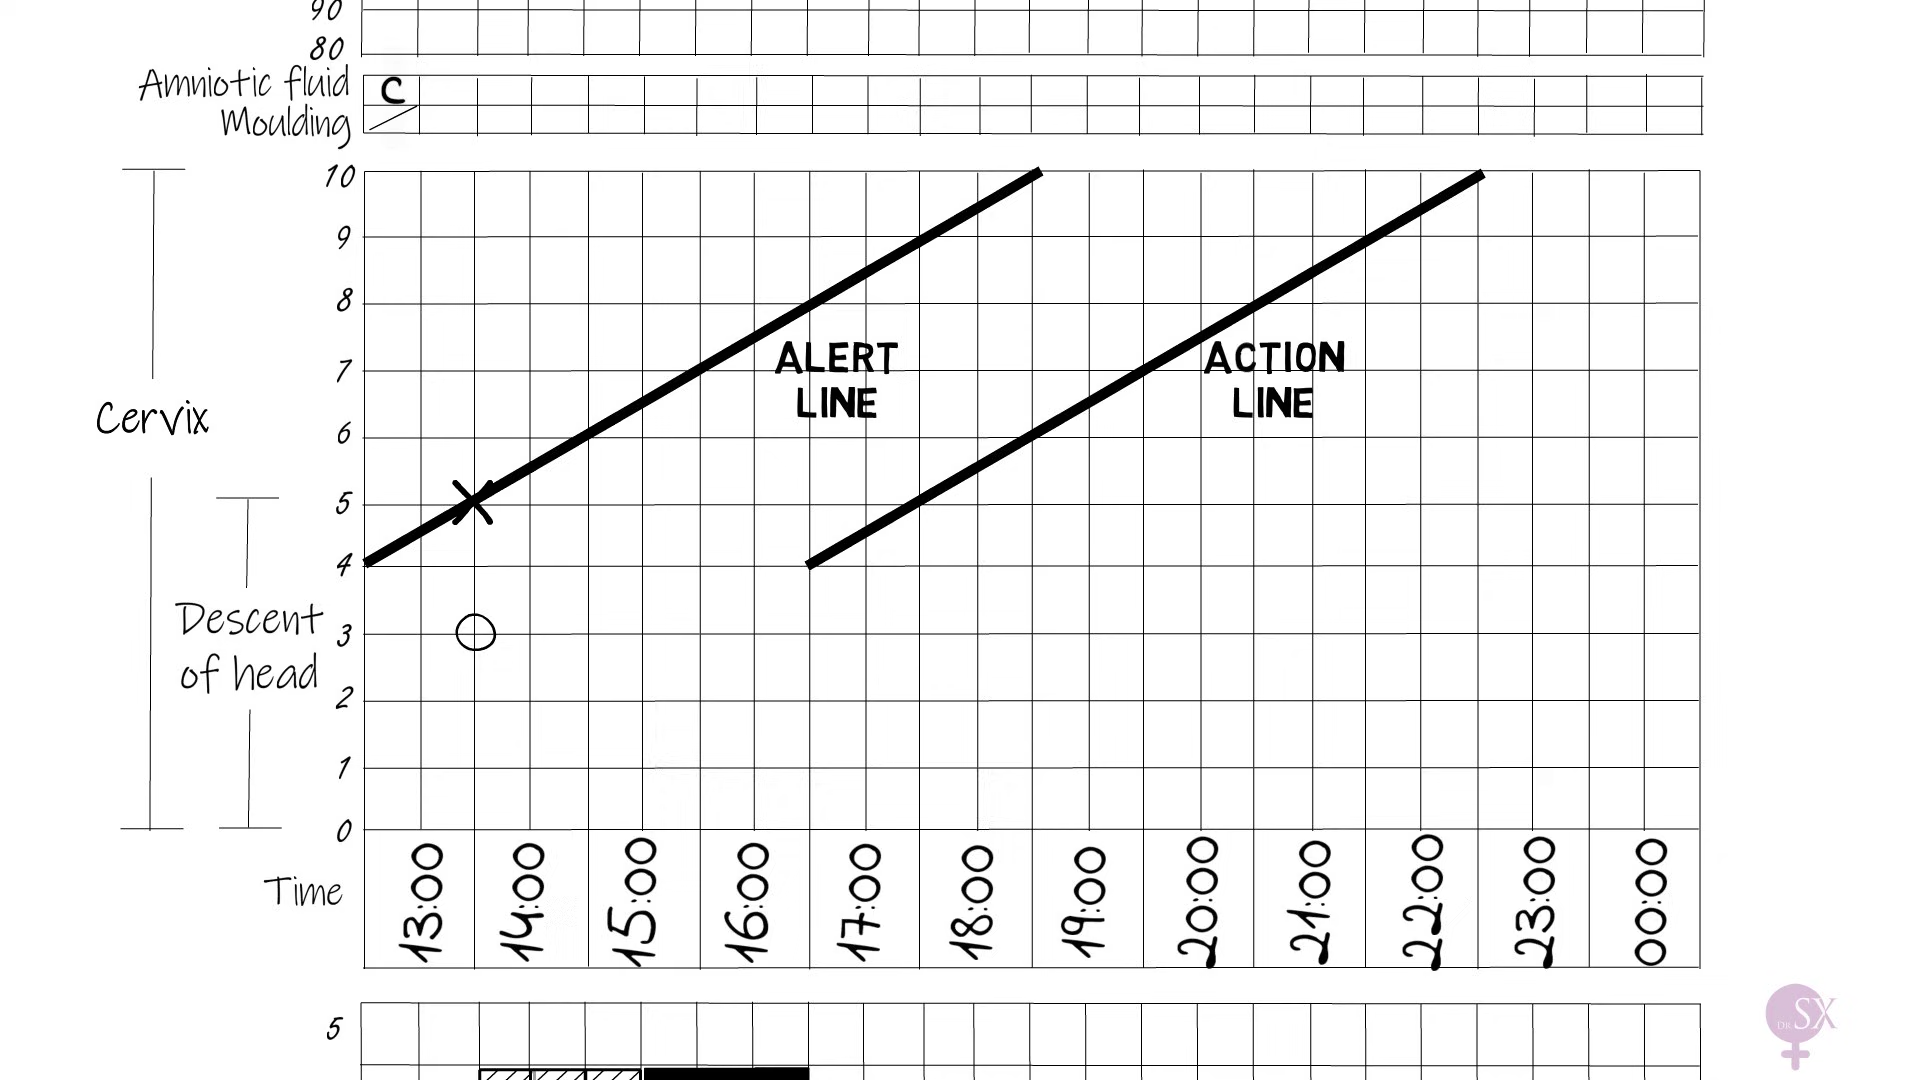 90
80
Amniotic fluid
C
Moulding
10
9
8
7
6
5
4
3
2
1
0
ALERT
LINE
ACTION
LINE
Cervix
Descent
of head
Time
13:00
14:00
15:00
16:00
17:00
18:00
19:00
20:00
21:00
22:00
23:00
00:00
5
DR SX